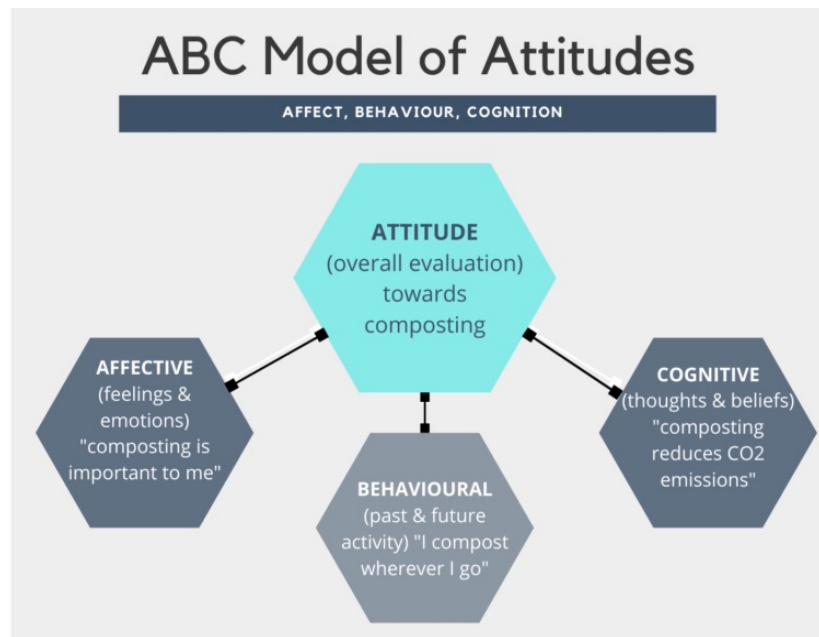 ABC Model of Attitudes
AFFECT, BEHAVIOUR, COGNITION
ATTITUDE
(overall evaluation)
towards
composting
AFFECTIVE
(feelings &
emotions)
"composting is
important to me"
BEHAVIOURAL
(past & future
activity) "I compost
wherever I go"
COGNITIVE
(thoughts & beliefs)
"composting
reduces CO2
emissions"